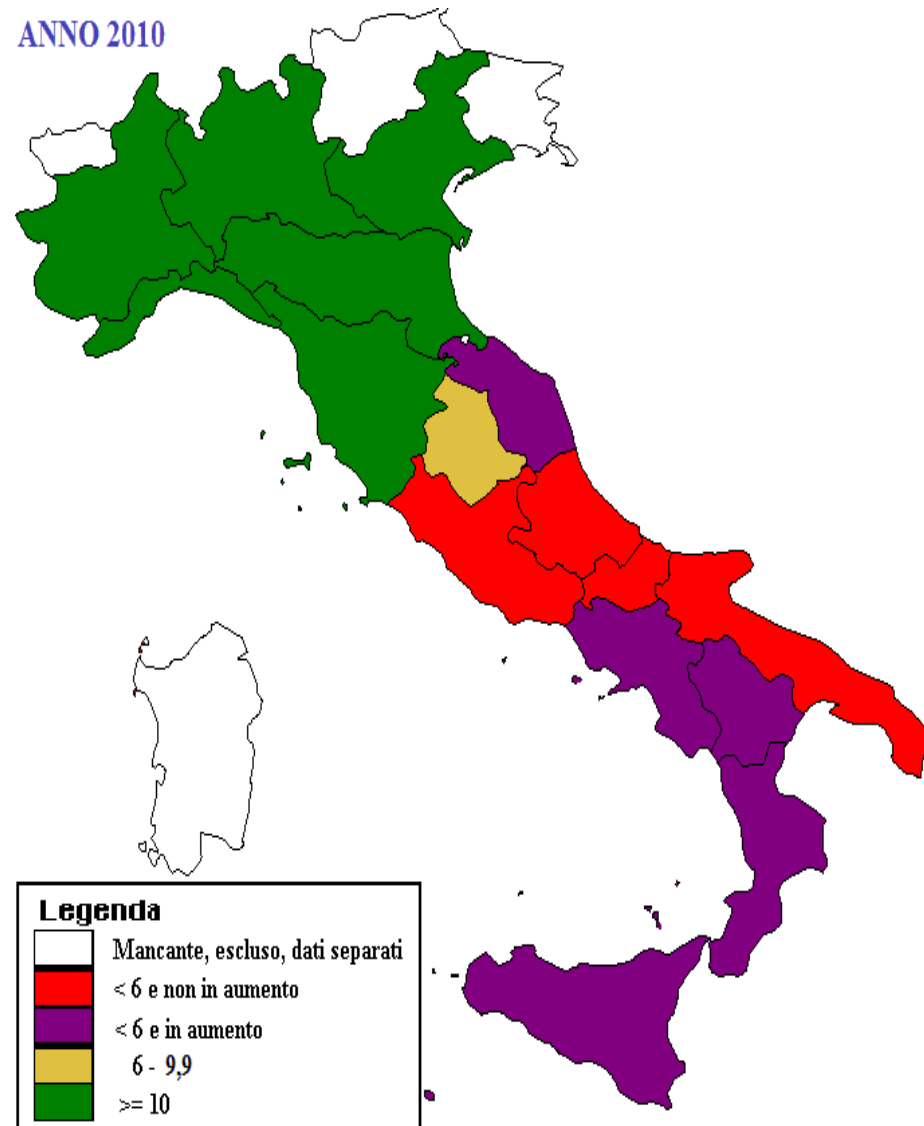 ANNO 2010
Legenda
Mancante, escluso, dati separati
< 6 e non in aumento
< 6 e in aumento
6 - 9,9
>= 10